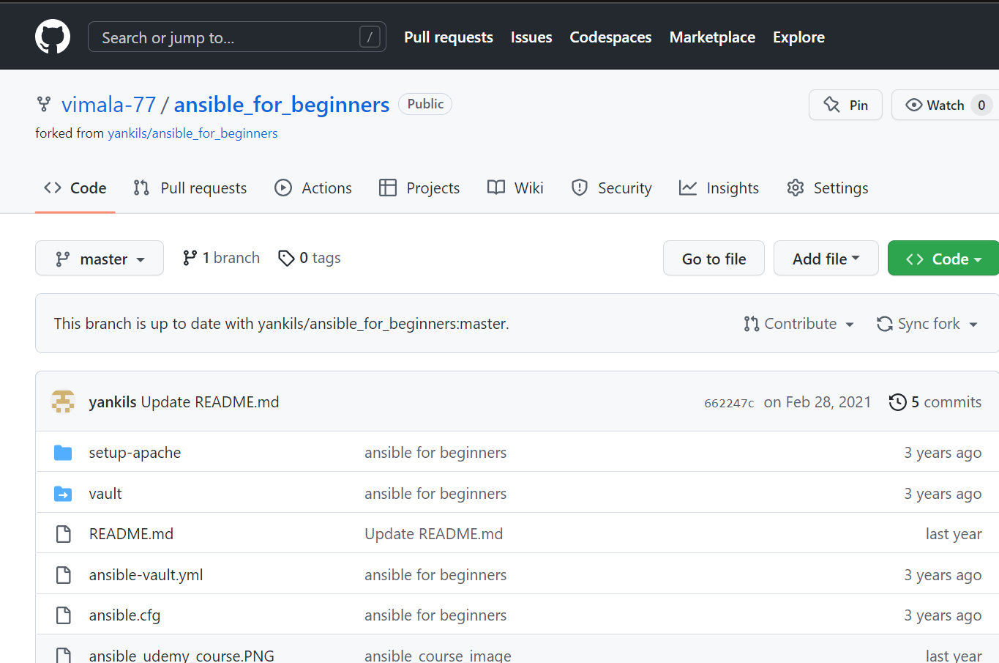 Search or jump to... / Pull requests Issues Codespaces Marketplace Explore
vimala-77 / ansible_for_beginners Public Pin Watch 0
forked from yankils/ansible_for_beginners
Code Pull requests Actions Projects Wiki Security Insights Settings
master 1 branch 0 tags Go to file Add file Code
This branch is up to date with yankils/ansible_for_beginners:master. Contribute Sync fork
yankils Update README.md 662247c on Feb 28, 2021 5 commits
setup-apache ansible for beginners 3 years ago
vault ansible for beginners 3 years ago
README.md Update README.md last year
ansible-vault.yml ansible for beginners 3 years ago
ansible.cfg ansible for beginners 3 years ago
ansible_udemy_course.PNG ansible_course_image last year